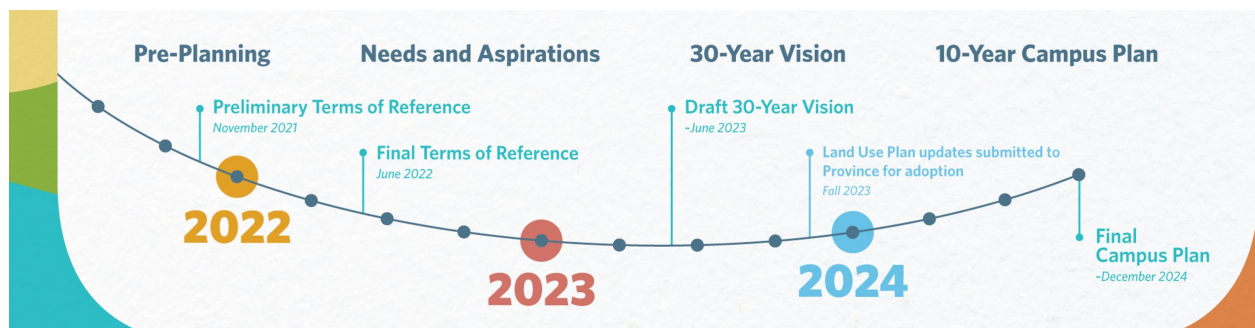 Pre-Planning
Needs and Aspirations
30-Year Vision
10-Year Campus Plan
Preliminary Terms of Reference
November 2021
Final Terms of Reference
June 2022
Draft 30-Year Vision
~June 2023
Land Use Plan updates submitted to
Province for adoption
Fall 2023
2022
2023
2024
Final
Campus Plan
~December 2024